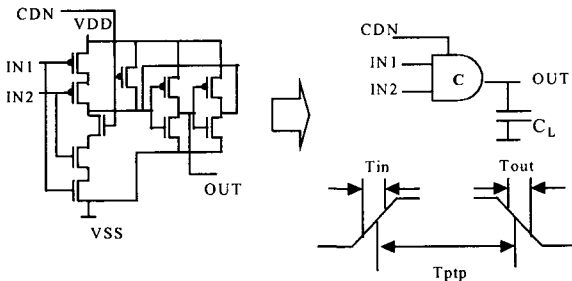 CDN
VDD
IN1
IN2
OUT
VSS
CDN
IN1
IN2
C
OUT
CL
Tin
Tout
Tptp